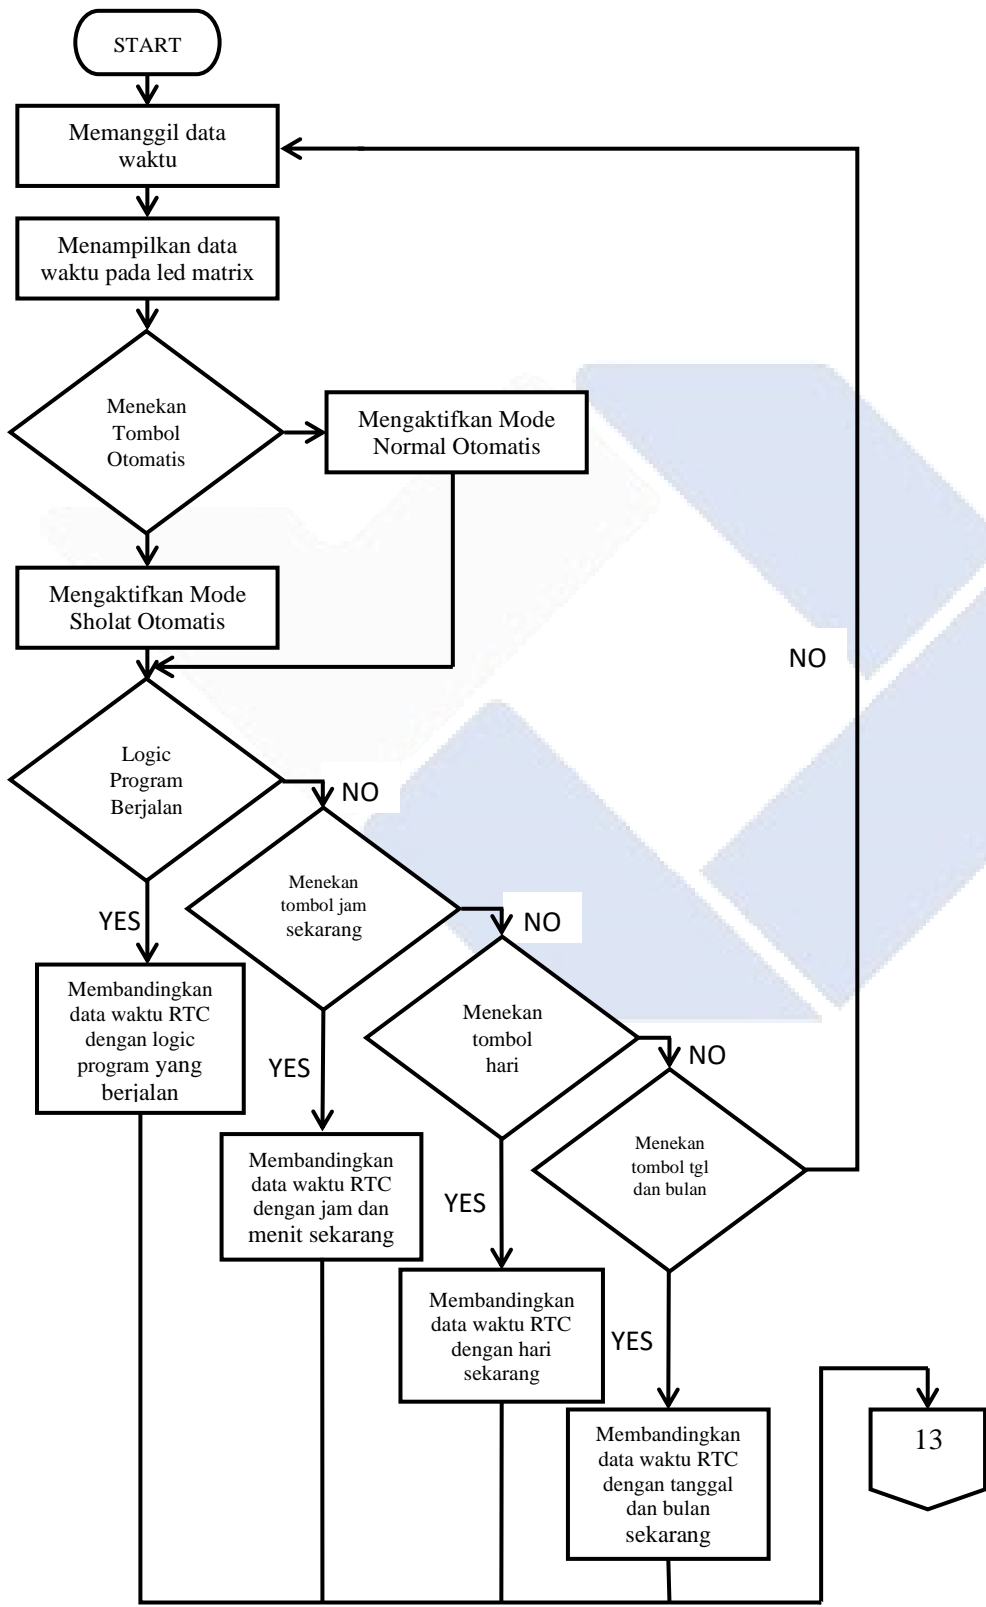 START
Memanggil data
waktu
Menampilkan data
waktu pada led matrix
Menekan
Tombol
Otomatis
Mengaktifkan Mode
Normal Otomatis
Mengaktifkan Mode
Sholat Otomatis
NO
Logic
Program
Berjalan
NO
YES
Menekan
tombol jam
sekarang
NO
Membandingkan
data waktu RTC
dengan logic
program yang
berjalan
YES
Menekan
tombol
hari
NO
Membandingkan
data waktu RTC
dengan jam dan
menit sekarang
YES
Menekan
tombol tgl
dan bulan
Membandingkan
data waktu RTC
dengan hari
sekarang
YES
Membandingkan
data waktu RTC
dengan tanggal
dan bulan
sekarang
13